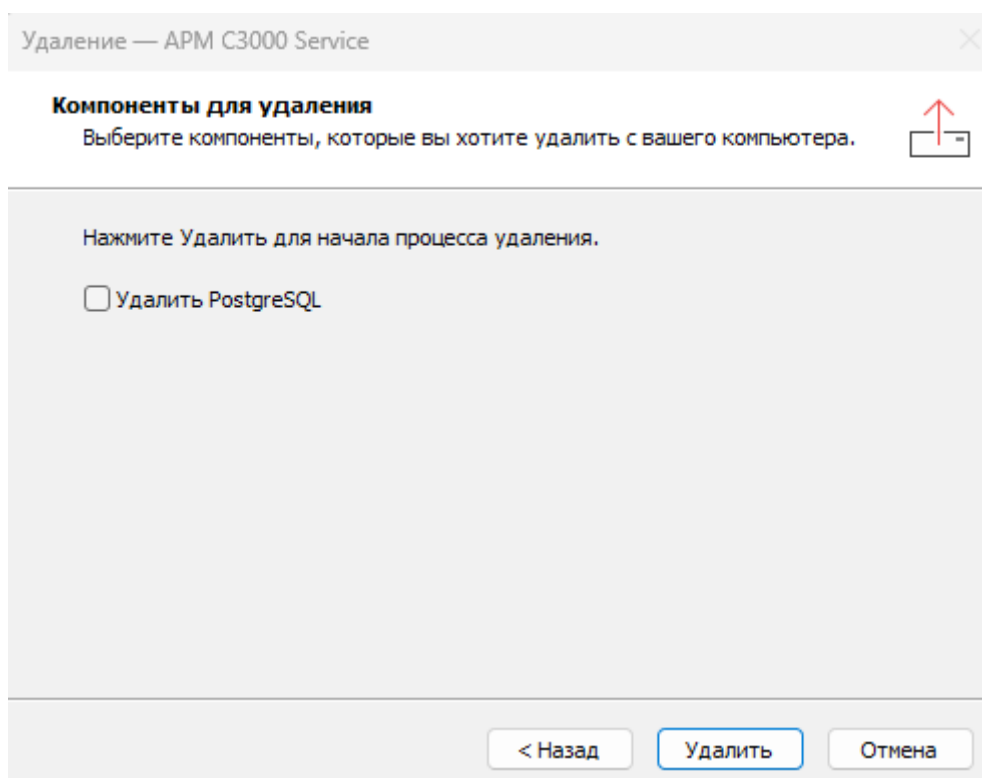 Удаление — АРМ С3000 Service
Компоненты для удаления
Выберите компоненты, которые вы хотите удалить с вашего компьютера.
Нажмите Удалить для начала процесса удаления.
Удалить PostgreSQL
< Назад
Удалить
Отмена